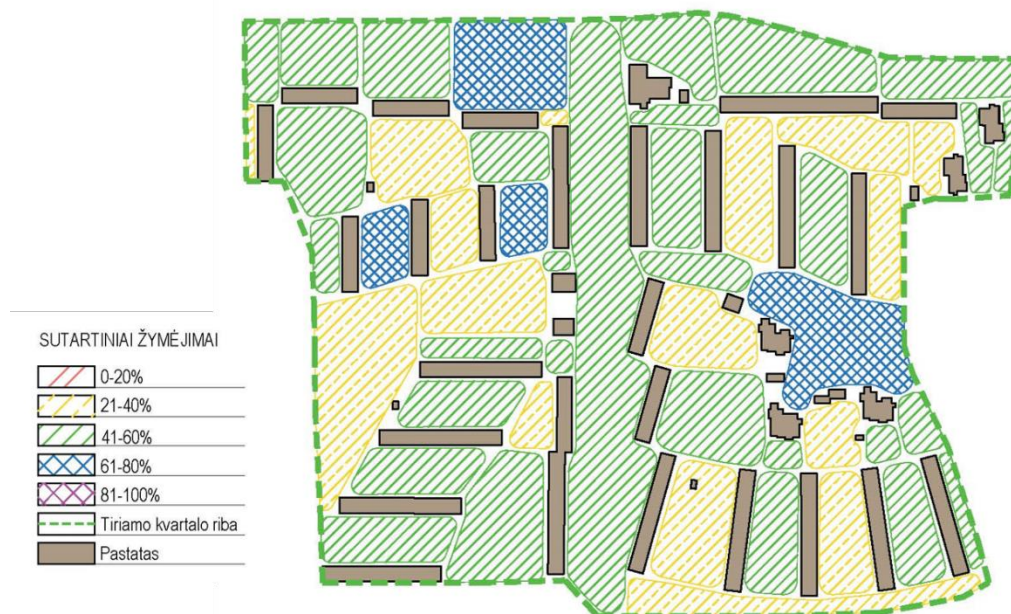 SUTARTINIAI ŽYMĖJIMAI
0-20%
21-40%
41-60%
61-80%
81-100%
Tiriamo kvartalo riba
Pastatas